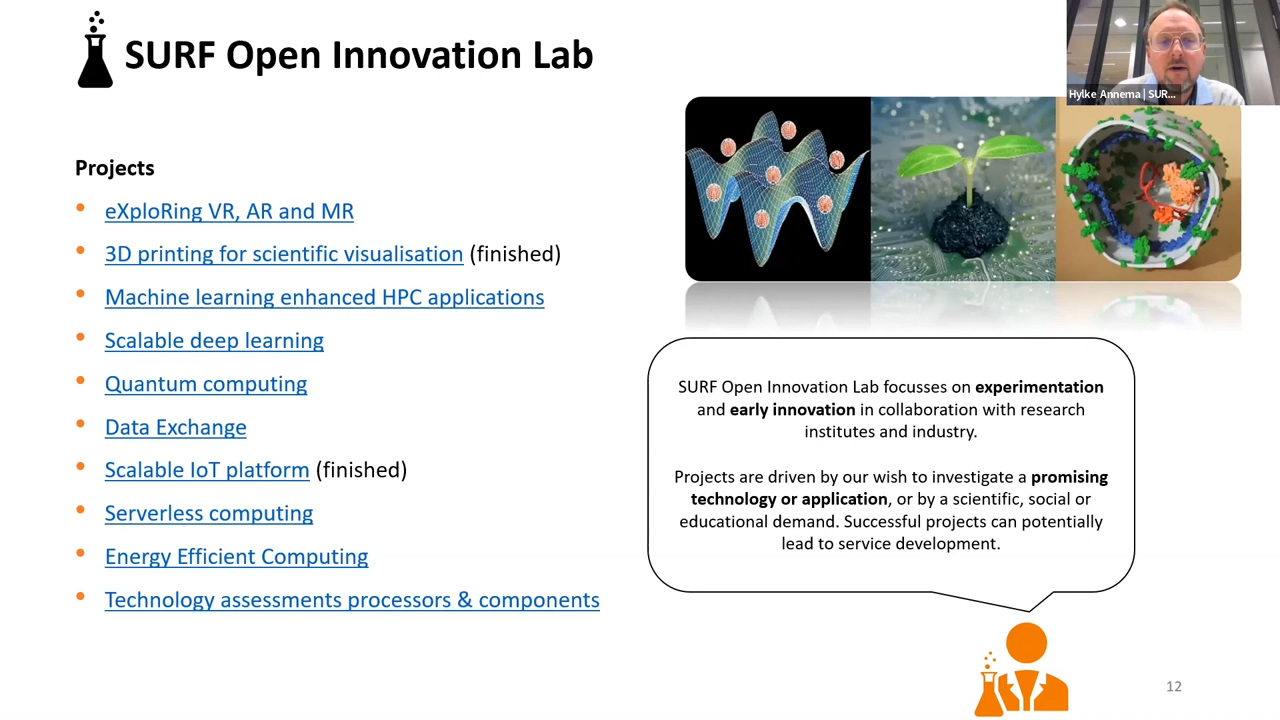 SURF Open Innovation Lab
Hylke Annema | SUR...
Projects
eXploRing VR, AR and MR
3D printing for scientific visualisation (finished)
Machine learning enhanced HPC applications
Scalable deep learning
Quantum computing
Data Exchange
Scalable IoT platform (finished)
Serverless computing
Energy Efficient Computing
Technology assessments processors & components
SURF Open Innovation Lab focusses on experimentation
and early innovation in collaboration with research
institutes and industry.
Projects are driven by our wish to investigate a promising
technology or application, or by a scientific, social or
educational demand. Successful projects can potentially
lead to service development.
12